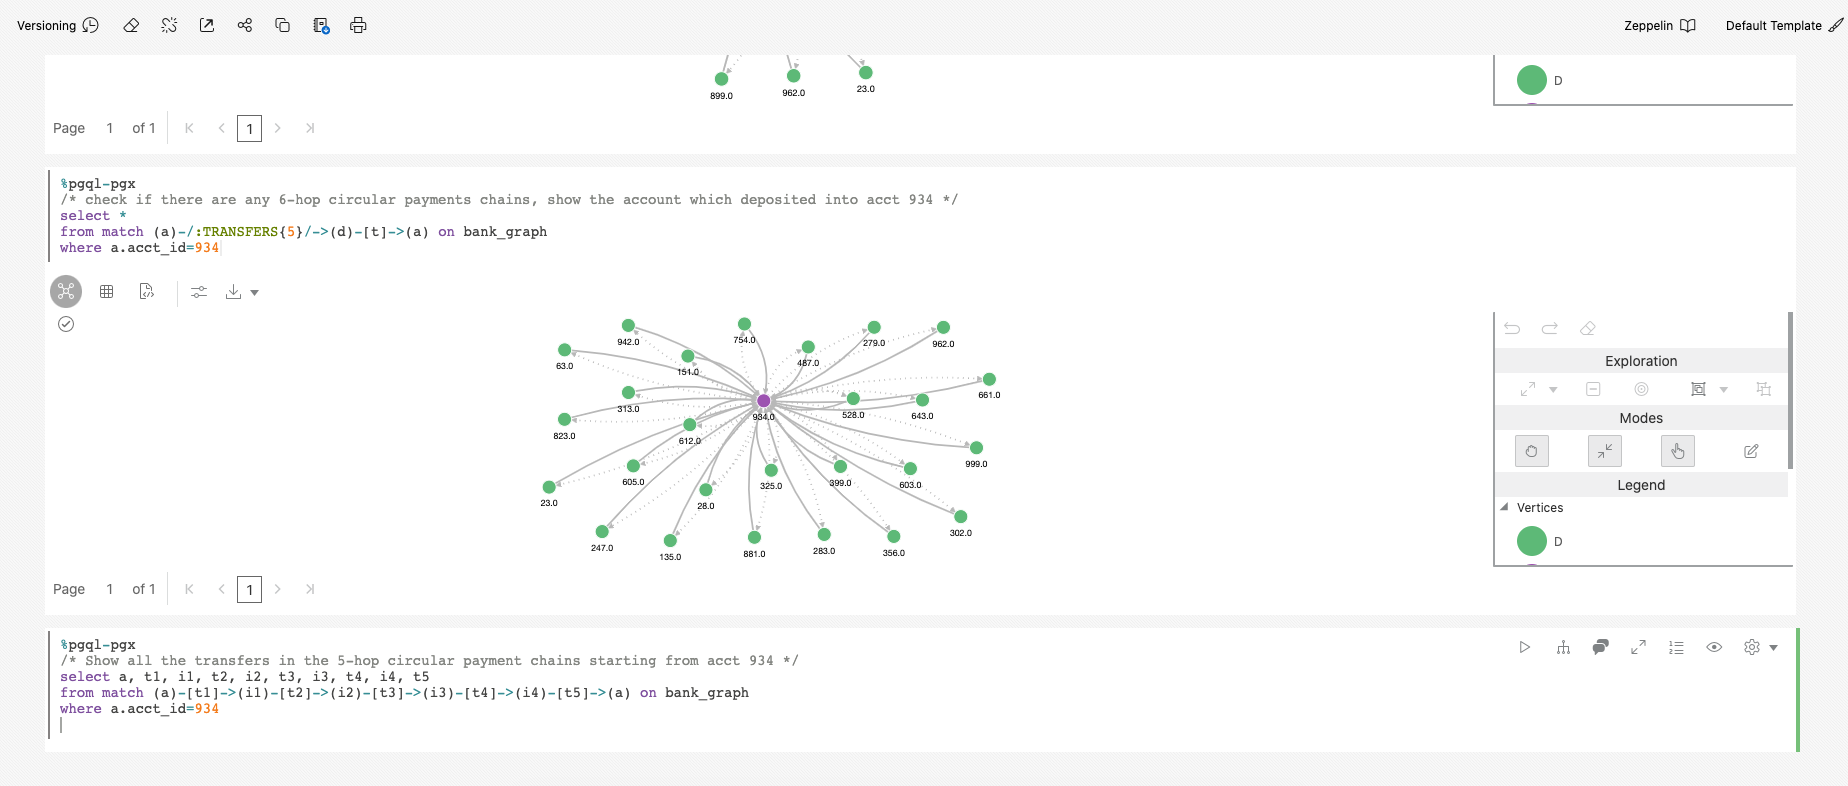 Versioning
Zeppelin
Default Template
899.0
962.0
23.0
D
Page 1 of 1
1
%pgql-pgx
/* check if there are any 6-hop circular payments chains, show the account which deposited into acct 934 */
select *
from match (a)-/:TRANSFERS{5}/->(d)-[t]->(a) on bank_graph
where a.acct_id=934
942.0
754.0
279.0
962.0
63.0
151.0
487.0
661.0
313.0
934.0
528.0
643.0
823.0
612.0
999.0
605.0
325.0
399.0
603.0
23.0
28.0
302.0
247.0
135.0
881.0
283.0
356.0
Exploration
Modes
Legend
Vertices
D
Page 1 of 1
1
%pgql-pgx
/* Show all the transfers in the 5-hop circular payment chains starting from acct 934 */
select a, t1, i1, t2, i2, t3, i3, t4, i4, t5
from match (a)-[t1]->(i1)-[t2]->(i2)-[t3]->(i3)-[t4]->(i4)-[t5]->(a) on bank_graph
where a.acct_id=934